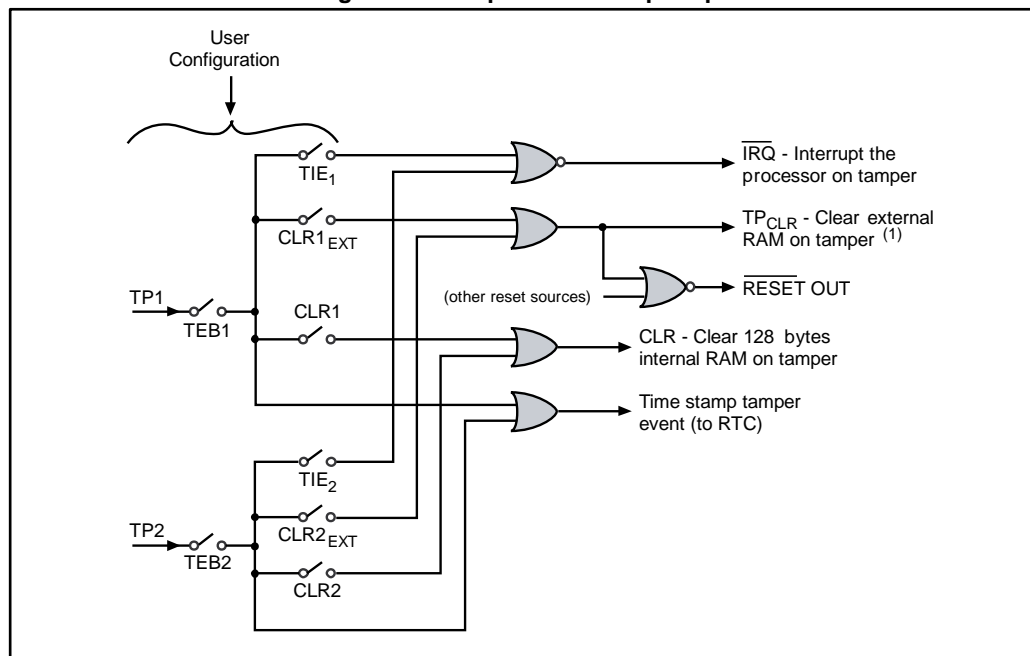 User
Configuration
TIE1
IRQ - Interrupt the
processor on tamper
CLR1EXT
TPCLR - Clear external
RAM on tamper (1)
TP1
TEB1
(other reset sources)
RESET OUT
CLR1
CLR - Clear 128 bytes
internal RAM on tamper
Time stamp tamper
event (to RTC)
TIE2
CLR2EXT
TP2
TEB2
CLR2